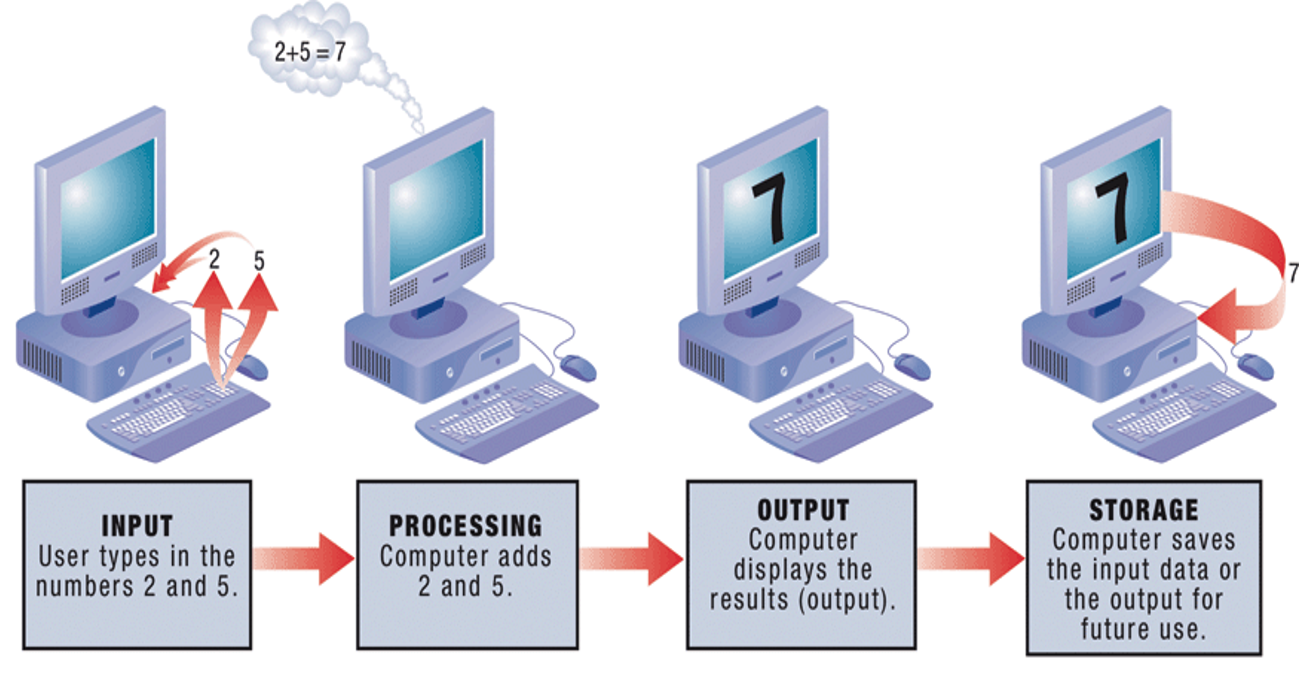 2+5 = 7
2
5
7
7
7
INPUT
User types in the
numbers 2 and 5.
PROCESSING
Computer adds
2 and 5.
OUTPUT
Computer
displays the
results (output).
STORAGE
Computer saves
the input data or
the output for
future use.